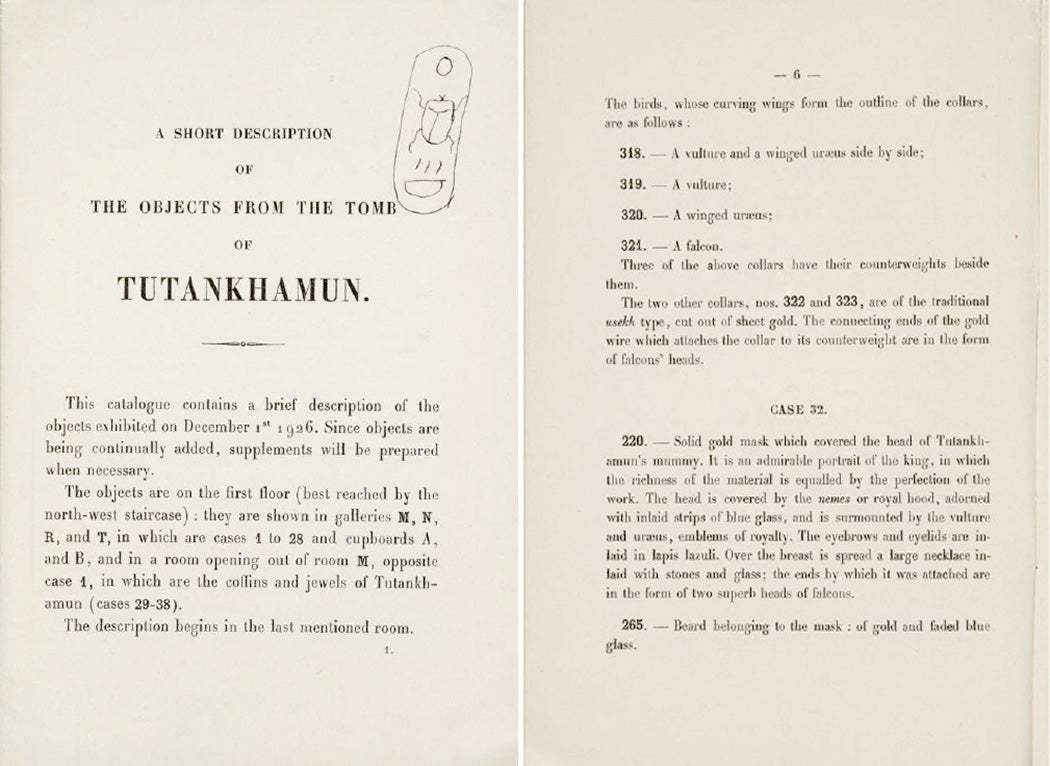 A SHORT DESCRIPTION
OF
THE OBJECTS FROM THE TOMB
OF
TUTANKHAMUN.
This catalogue contains a brief description of the
objects exhibited on December 1st 1926. Since objects are
being continually added, supplements will be prepared
when necessary.
The objects are on the first floor (best reached by the
north-west staircase) : they are shown in galleries M, N,
R, and T, in which are cases 1 to 28 and cupboards A,
and B, and in a room opening out of room M, opposite
case 1, in which are the coffins and jewels of Tutankh-
amun (cases 29-38).
The description begins in the last mentioned room.
1.
— 6 —
The birds, whose curving wings form the outline of the collars,
are as follows :
318. — A vulture and a winged uræus side by side;
319. — A vulture;
320. — A winged uræus;
321. — A falcon.
Three of the above collars have their counterweights beside
them.
The two other collars, nos. 322 and 323, are of the traditional
usekh type, cut out of sheet gold. The connecting ends of the gold
wire which attaches the collar to its counterweight are in the form
of falcons' heads.
CASE 32.
220. — Solid gold mask which covered the head of Tutankh-
amun's mummy. It is an admirable portrait of the king, in which
the richness of the material is equalled by the perfection of the
work. The head is covered by the nemes or royal hood, adorned
with inlaid strips of blue glass, and is surmounted by the vulture
and uræus, emblems of royalty. The eyebrows and eyelids are in-
laid in lapis lazuli. Over the breast is spread a large necklace in-
laid with stones and glass; the ends by which it was attached are
in the form of two superb heads of falcons.
265. — Beard belonging to the mask : of gold and faded blue
glass.